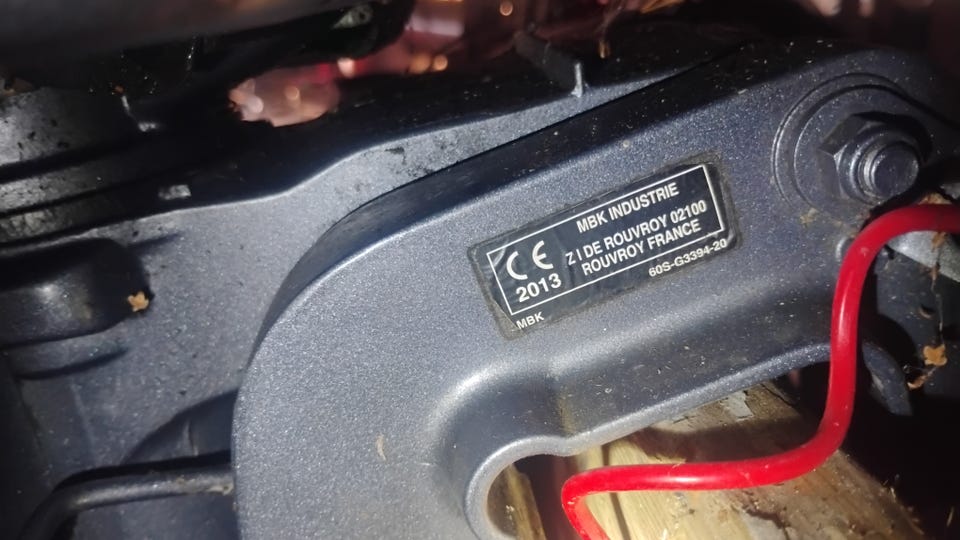 MBK INDUSTRIE
CE Z I DE ROUVROY 02100
2013 ROUVROY FRANCE
MBK 60S-G3394-20